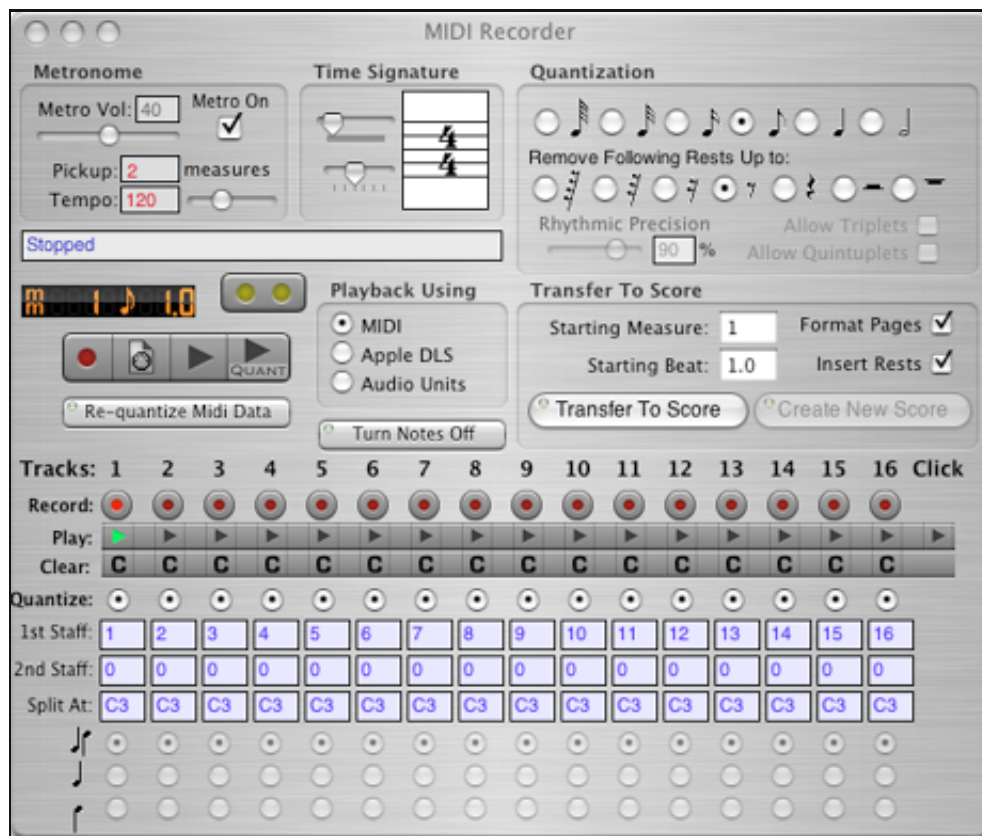 MIDI Recorder
Metronome
Metro Vol: 40
Metro On
Pickup: 2 measures
Tempo: 120
Time Signature
4
4
Quantization
Remove Following Rests Up to:
Rhythmic Precision
90 %
Allow Triplets
Allow Quintuplets
Stopped
m 1 1.0
m
QUANT
Re-quantize Midi Data
Playback Using
MIDI
Apple DLS
Audio Units
Turn Notes Off
Transfer To Score
Starting Measure: 1
Format Pages
Starting Beat: 1.0
Insert Rests
Transfer To Score
Create New Score
Tracks: 1 2 3 4 5 6 7 8 9 10 11 12 13 14 15 16 Click
Record:
Play:
Clear: C C C C C C C C C C C C C C C C
Quantize:
1st Staff: 1 2 3 4 5 6 7 8 9 10 11 12 13 14 15 16
2nd Staff: 0 0 0 0 0 0 0 0 0 0 0 0 0 0 0 0
Split At: C3 C3 C3 C3 C3 C3 C3 C3 C3 C3 C3 C3 C3 C3 C3 C3